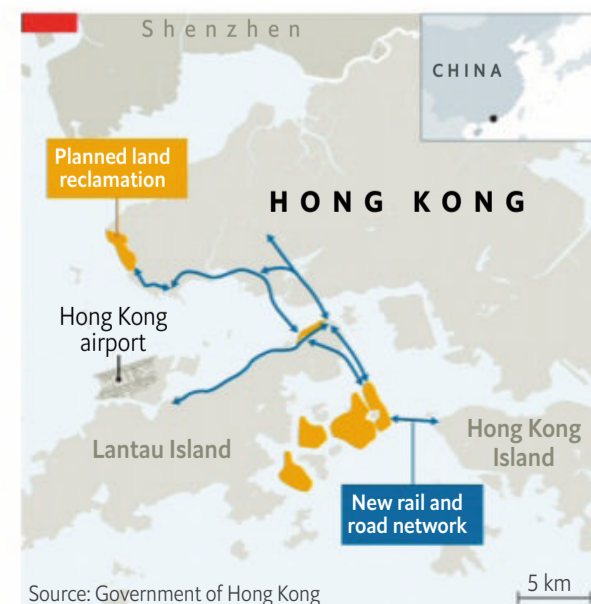 Shenzhen
CHINA
Planned land
reclamation
HONG KONG
Hong Kong
airport
Lantau Island
Hong Kong
Island
New rail and
road network
5 km
Source: Government of Hong Kong